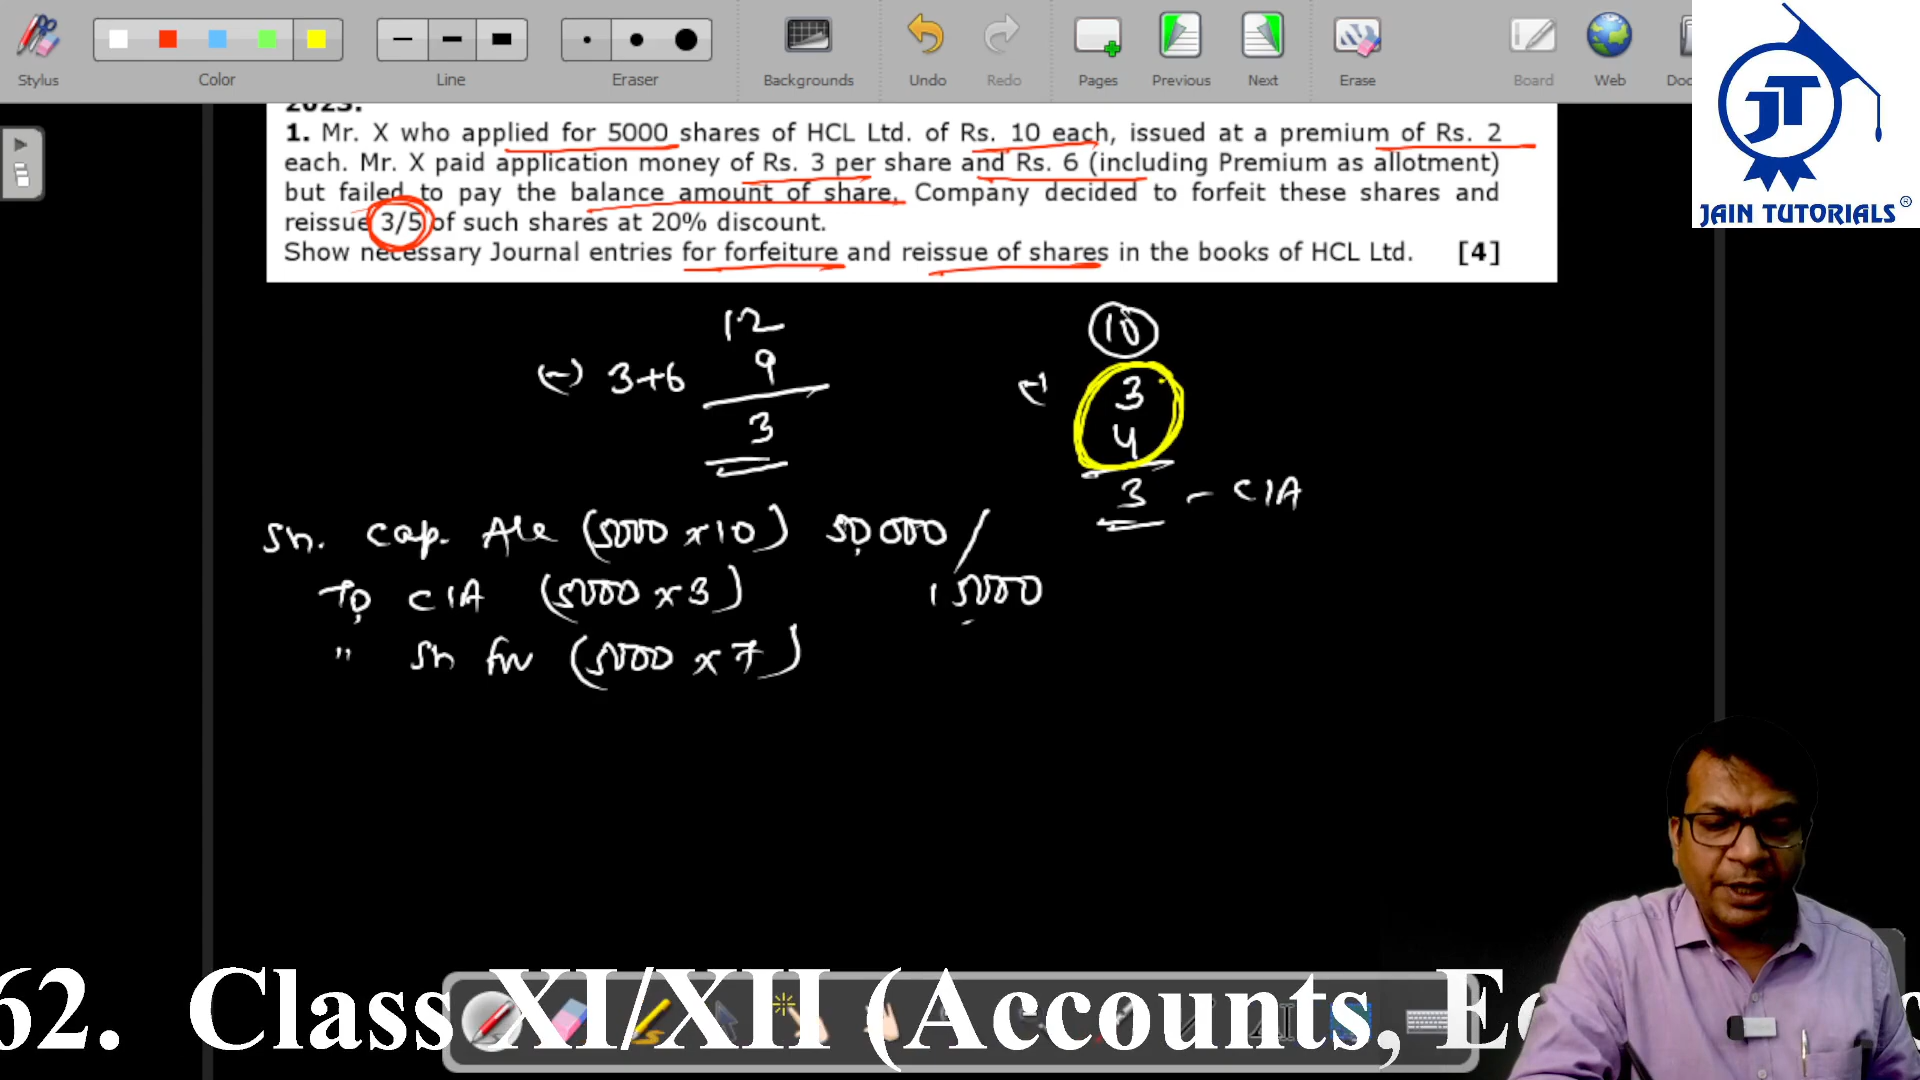 Stylus
Color
Line
Eraser
Backgrounds
Undo
Redo
Pages
Previous
Next
Erase
Board
Web
JT
JAIN TUTORIALS®
2023.
1. Mr. X who applied for 5000 shares of HCL Ltd. of Rs. 10 each, issued at a premium of Rs. 2
each. Mr. X paid application money of Rs. 3 per share and Rs. 6 (including Premium as allotment)
but failed to pay the balance amount of share. Company decided to forfeit these shares and
reissue 3/5 of such shares at 20% discount.
Show necessary Journal entries for forfeiture and reissue of shares in the books of HCL Ltd. [4]
12
(-) 3+6 9
3
10
(-) 3
4
3 - CIA
Sh. cap. A/c (5000 x 10) 50,000 /
To CIA (5000 x 3) 15000
" Sh for (5000 x 7)
62. Class XI/XII (Accounts, E